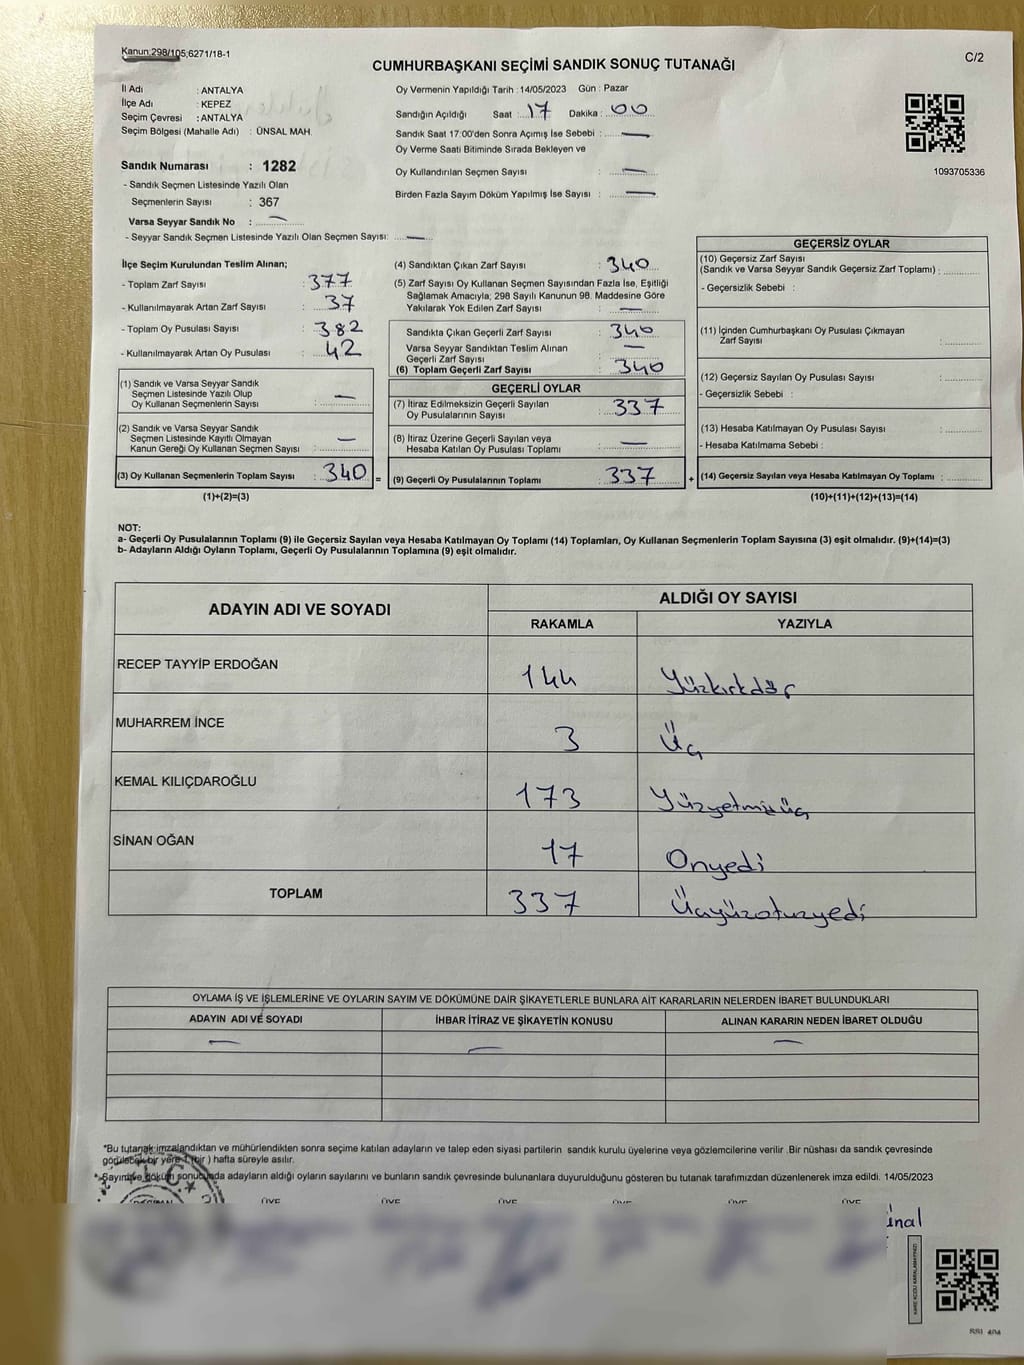 Kanun 298/105;6271/18-1
C/2
CUMHURBAŞKANI SEÇİMİ SANDIK SONUÇ TUTANAĞI
İl Adı : ANTALYA
İlçe Adı : KEPEZ
Seçim Çevresi : ANTALYA
Seçim Bölgesi (Mahalle Adı) : ÜNSAL MAH.
Sandık Numarası : 1282
- Sandık Seçmen Listesinde Yazılı Olan
Seçmenlerin Sayısı : 367
Varsa Seyyar Sandık No : —
- Seyyar Sandık Seçmen Listesinde Yazılı Olan Seçmen Sayısı: —
Oy Vermenin Yapıldığı Tarih : 14/05/2023 Gün : Pazar
Sandığın Açıldığı Saat : 17 Dakika : 00
Sandık Saat 17:00'den Sonra Açımış İse Sebebi : —
Oy Verme Saati Bitiminde Sırada Bekleyen ve
Oy Kullandırılan Seçmen Sayısı : —
Birden Fazla Sayım Döküm Yapılmış İse Sayısı : —
1093705336
İlçe Seçim Kurulundan Teslim Alınan;
- Toplam Zarf Sayısı : 377
- Kullanılmayarak Artan Zarf Sayısı : 37
- Toplam Oy Pusulası Sayısı : 382
- Kullanılmayarak Artan Oy Pusulası : 42
(1) Sandık ve Varsa Seyyar Sandık
Seçmen Listesinde Yazılı Olup
Oy Kullanan Seçmenlerin Sayısı : —
(2) Sandık ve Varsa Seyyar Sandık
Seçmen Listesinde Kayıtlı Olmayan
Kanun Gereği Oy Kullanan Seçmen Sayısı : —
(3) Oy Kullanan Seçmenlerin Toplam Sayısı : 340 =
(1)+(2)=(3)
(4) Sandıktan Çıkan Zarf Sayısı : 340
(5) Zarf Sayısı Oy Kullanan Seçmen Sayısından Fazla İse, Eşitliği
Sağlamak Amacıyla; 298 Sayılı Kanunun 98. Maddesine Göre
Yakılarak Yok Edilen Zarf Sayısı : —
Sandıkta Çıkan Geçerli Zarf Sayısı : 340
Varsa Seyyar Sandıktan Teslim Alınan
Geçerli Zarf Sayısı : —
(6) Toplam Geçerli Zarf Sayısı : 340
GEÇERLİ OYLAR
(7) İtiraz Edilmeksizin Geçerli Sayılan
Oy Pusulalarının Sayısı : 337
(8) İtiraz Üzerine Geçerli Sayılan veya
Hesaba Katılan Oy Pusulası Toplamı : —
(9) Geçerli Oy Pusulalarının Toplamı : 337 +
GEÇERSİZ OYLAR
(10) Geçersiz Zarf Sayısı
(Sandık ve Varsa Seyyar Sandık Geçersiz Zarf Toplamı) :
- Geçersizlik Sebebi :
(11) İçinden Cumhurbaşkanı Oy Pusulası Çıkmayan
Zarf Sayısı :
(12) Geçersiz Sayılan Oy Pusulası Sayısı :
- Geçersizlik Sebebi :
(13) Hesaba Katılmayan Oy Pusulası Sayısı :
- Hesaba Katılmama Sebebi :
(14) Geçersiz Sayılan veya Hesaba Katılmayan Oy Toplamı :
(10)+(11)+(12)+(13)=(14)
NOT:
a- Geçerli Oy Pusulalarının Toplamı (9) ile Geçersiz Sayılan veya Hesaba Katılmayan Oy Toplamı (14) Toplamları, Oy Kullanan Seçmenlerin Toplam Sayısına (3) eşit olmalıdır. (9)+(14)=(3)
b- Adayların Aldığı Oyların Toplamı, Geçerli Oy Pusulalarının Toplamına (9) eşit olmalıdır.
ADAYIN ADI VE SOYADI ALDIĞI OY SAYISI
RAKAMLA YAZIYLA
RECEP TAYYİP ERDOĞAN 144 Yüzkırkdör
MUHARREM İNCE 3 Üç
KEMAL KILIÇDAROĞLU 173 Yüzyetmişüç
SİNAN OĞAN 17 Onyedi
TOPLAM 337 Üçyüzotuzyedi
OYLAMA İŞ VE İŞLEMLERİNE VE OYLARIN SAYIM VE DÖKÜMÜNE DAİR ŞİKAYETLERLE BUNLARA AİT KARARLARIN NELERDEN İBARET BULUNDUKLARI
ADAYIN ADI VE SOYADI İHBAR İTİRAZ VE ŞİKAYETİN KONUSU ALINAN KARARIN NEDEN İBARET OLDUĞU
— — —
*Bu tutanak imzalandıktan ve mühürlendikten sonra seçime katılan adayların ve talep eden siyasi partilerin sandık kurulu üyelerine veya gözlemcilerine verilir .Bir nüshası da sandık çevresinde
görülecek bir yere 1 (bir ) hafta süreyle asılır.
* Sayım ve döküm sonucunda adayların aldığı oyların sayılarını ve bunların sandık çevresinde bulunanlara duyurulduğunu gösteren bu tutanak tarafımızdan düzenlenerek imza edildi. 14/05/2023
T.C.
ÜYE ÜYE ÜYE ÜYE ÜYE ÜYE
ünal